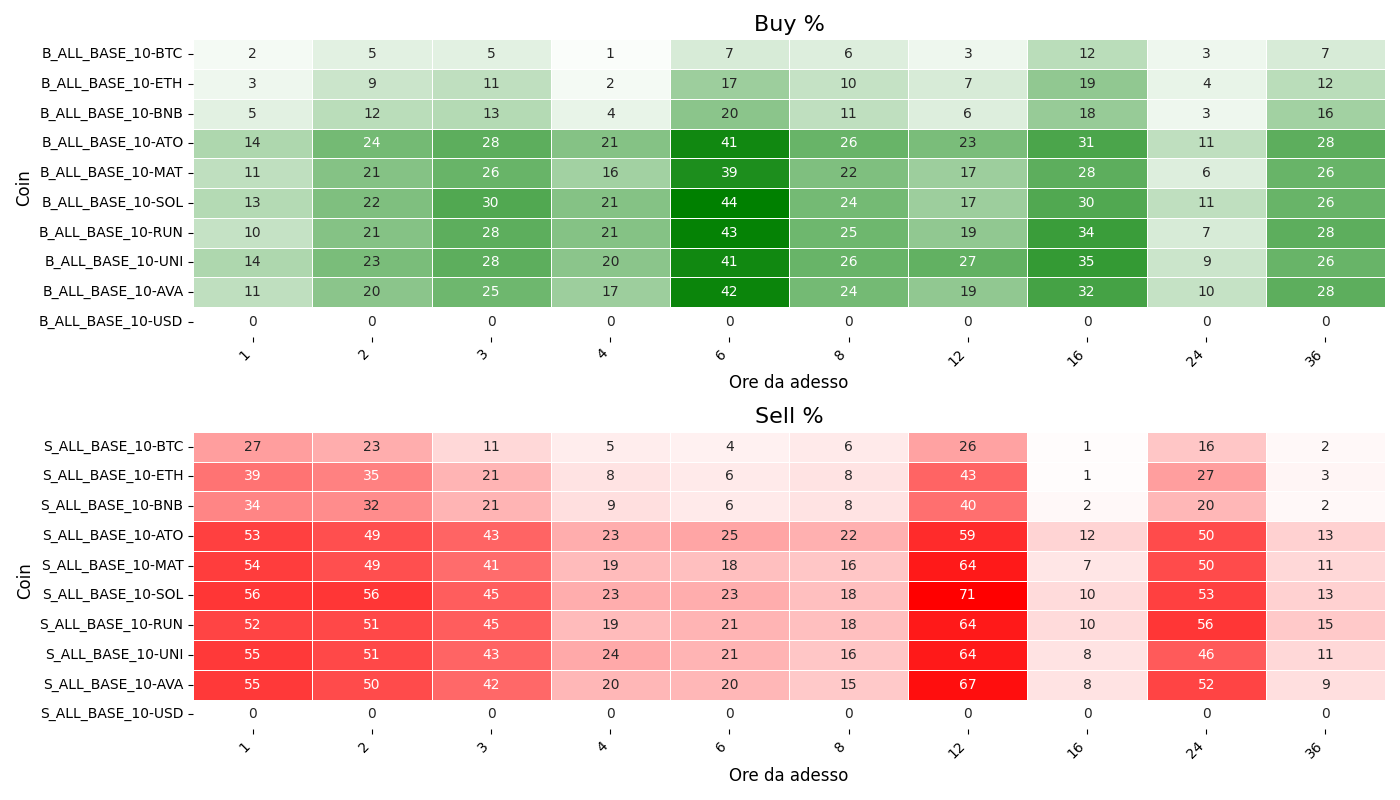 Buy %
Coin
B_ALL_BASE_10-BTC 2 5 5 1 7 6 3 12 3 7
B_ALL_BASE_10-ETH 3 9 11 2 17 10 7 19 4 12
B_ALL_BASE_10-BNB 5 12 13 4 20 11 6 18 3 16
B_ALL_BASE_10-ATO 14 24 28 21 41 26 23 31 11 28
B_ALL_BASE_10-MAT 11 21 26 16 39 22 17 28 6 26
B_ALL_BASE_10-SOL 13 22 30 21 44 24 17 30 11 26
B_ALL_BASE_10-RUN 10 21 28 21 43 25 19 34 7 28
B_ALL_BASE_10-UNI 14 23 28 20 41 26 27 35 9 26
B_ALL_BASE_10-AVA 11 20 25 17 42 24 19 32 10 28
B_ALL_BASE_10-USD 0 0 0 0 0 0 0 0 0 0
1 2 3 4 6 8 12 16 24 36
Ore da adesso
Sell %
Coin
S_ALL_BASE_10-BTC 27 23 11 5 4 6 26 1 16 2
S_ALL_BASE_10-ETH 39 35 21 8 6 8 43 1 27 3
S_ALL_BASE_10-BNB 34 32 21 9 6 8 40 2 20 2
S_ALL_BASE_10-ATO 53 49 43 23 25 22 59 12 50 13
S_ALL_BASE_10-MAT 54 49 41 19 18 16 64 7 50 11
S_ALL_BASE_10-SOL 56 56 45 23 23 18 71 10 53 13
S_ALL_BASE_10-RUN 52 51 45 19 21 18 64 10 56 15
S_ALL_BASE_10-UNI 55 51 43 24 21 16 64 8 46 11
S_ALL_BASE_10-AVA 55 50 42 20 20 15 67 8 52 9
S_ALL_BASE_10-USD 0 0 0 0 0 0 0 0 0 0
1 2 3 4 6 8 12 16 24 36
Ore da adesso